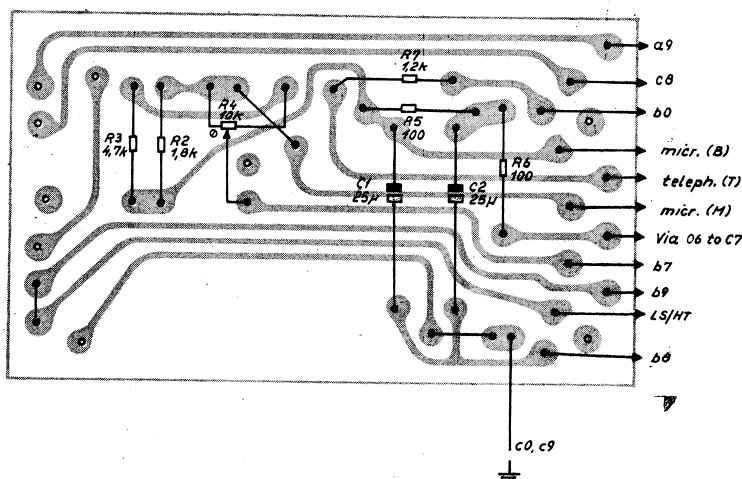 a9
R7
1,2k
c8
R4
10k
b0
R5
100
R3
4,7k
R2
1,8k
micr. (B)
R6
100
teleph. (T)
C1
25µ
C2
25µ
micr. (M)
Via 06 to C7
b7
b9
LS/HT
b8
c0, c9